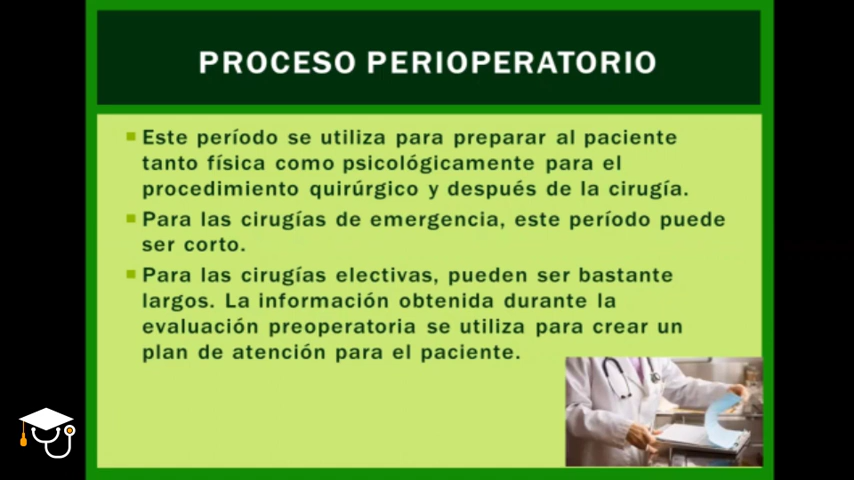 PROCESO PERIOPERATORIO
Este período se utiliza para preparar al paciente
tanto física como psicológicamente para el
procedimiento quirúrgico y después de la cirugía.
Para las cirugías de emergencia, este período puede
ser corto.
Para las cirugías electivas, pueden ser bastante
largos. La información obtenida durante la
evaluación preoperatoria se utiliza para crear un
plan de atención para el paciente.